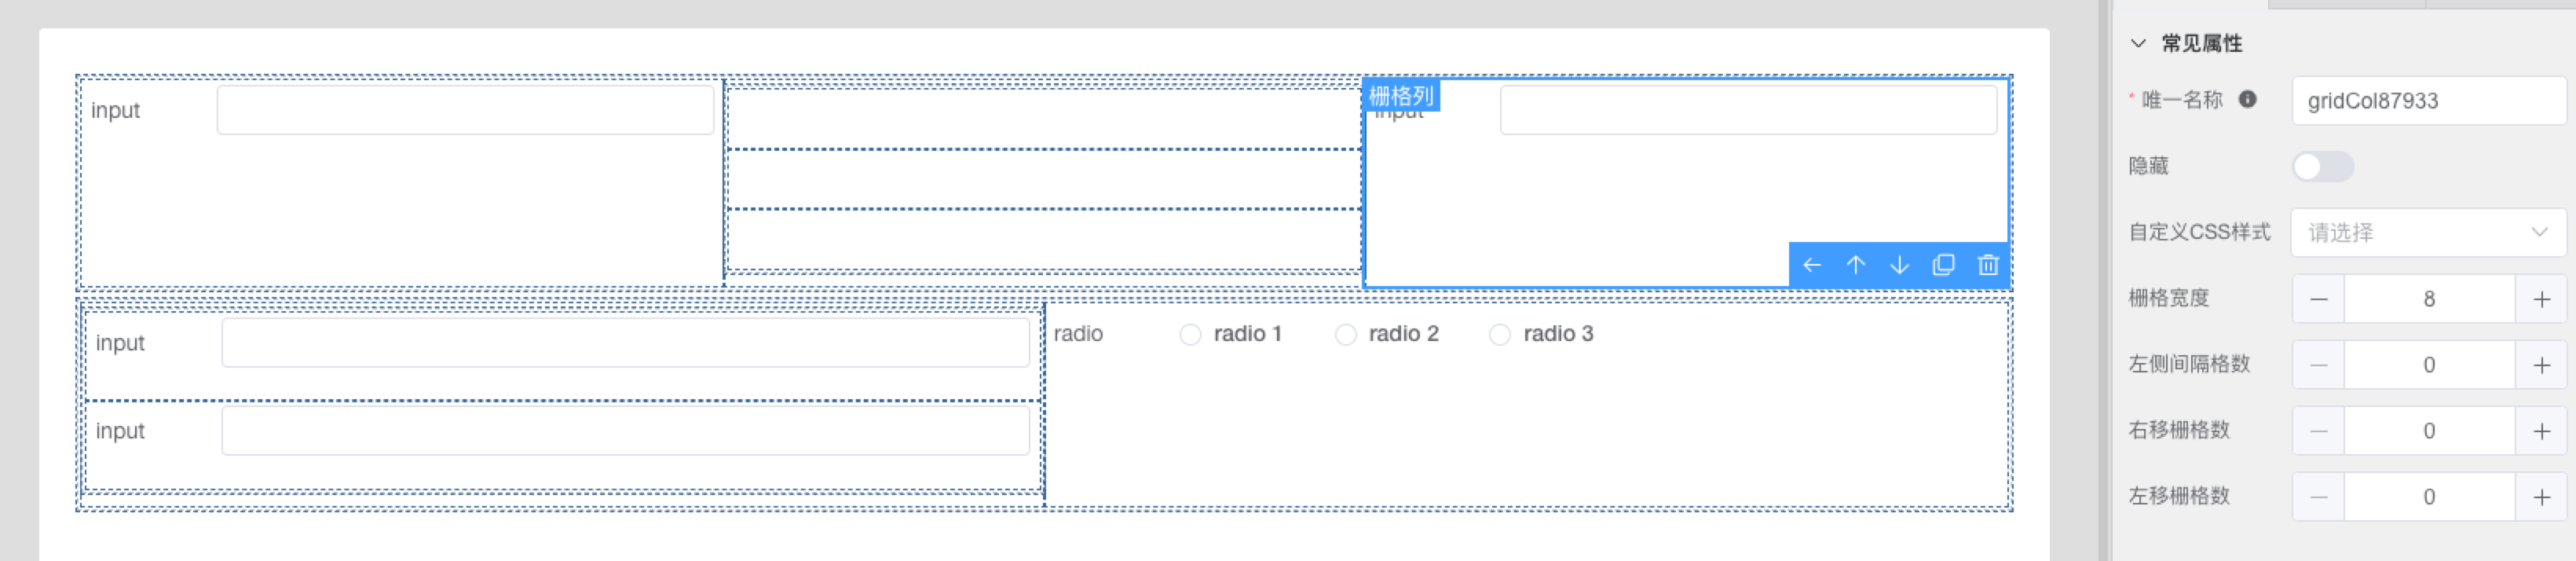 input
栅格列
input
input
radio
radio 1
radio 2
radio 3
input
常见属性
* 唯一名称
gridCol87933
隐藏
自定义CSS样式
请选择
栅格宽度
8
左侧间隔格数
0
右移栅格数
0
左移栅格数
0